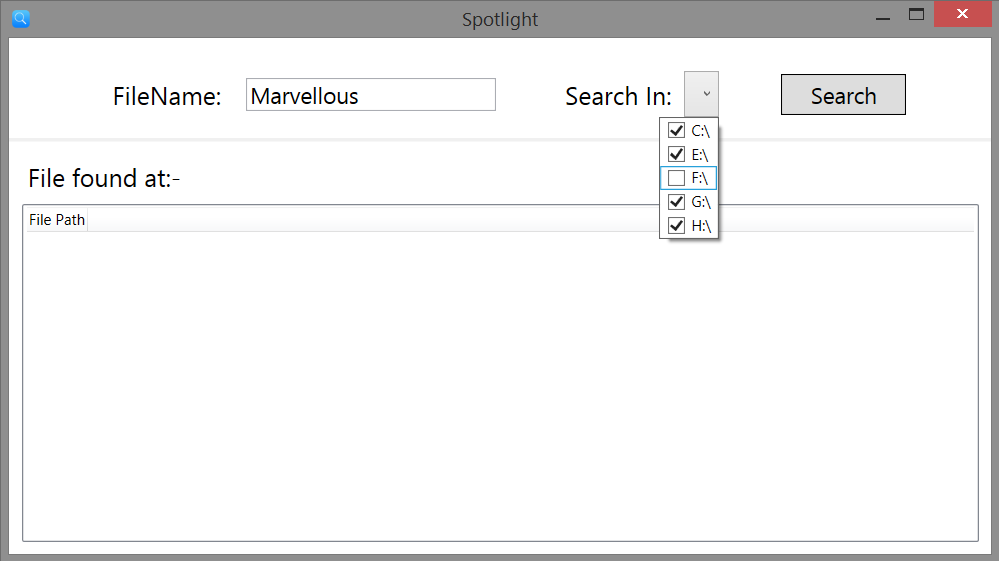 Spotlight
FileName: Marvellous Search In: Search
C:\
E:\
F:\
G:\
H:\
File found at:-
File Path